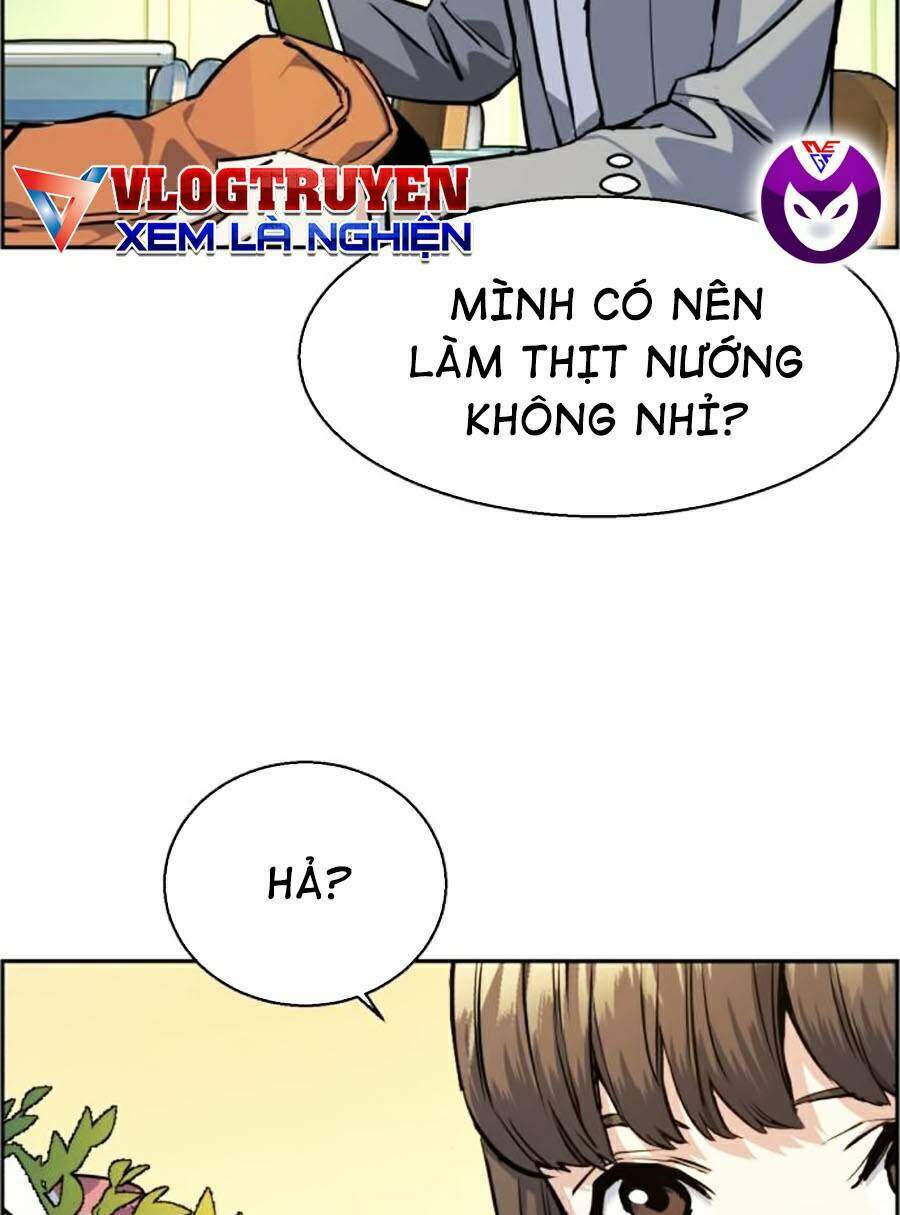 VLOGTRUYEN
XEM LÀ NGHIỆN
MÌNH CÓ NÊN
LÀM THỊT NƯỚNG
KHÔNG NHỈ?
HẢ?